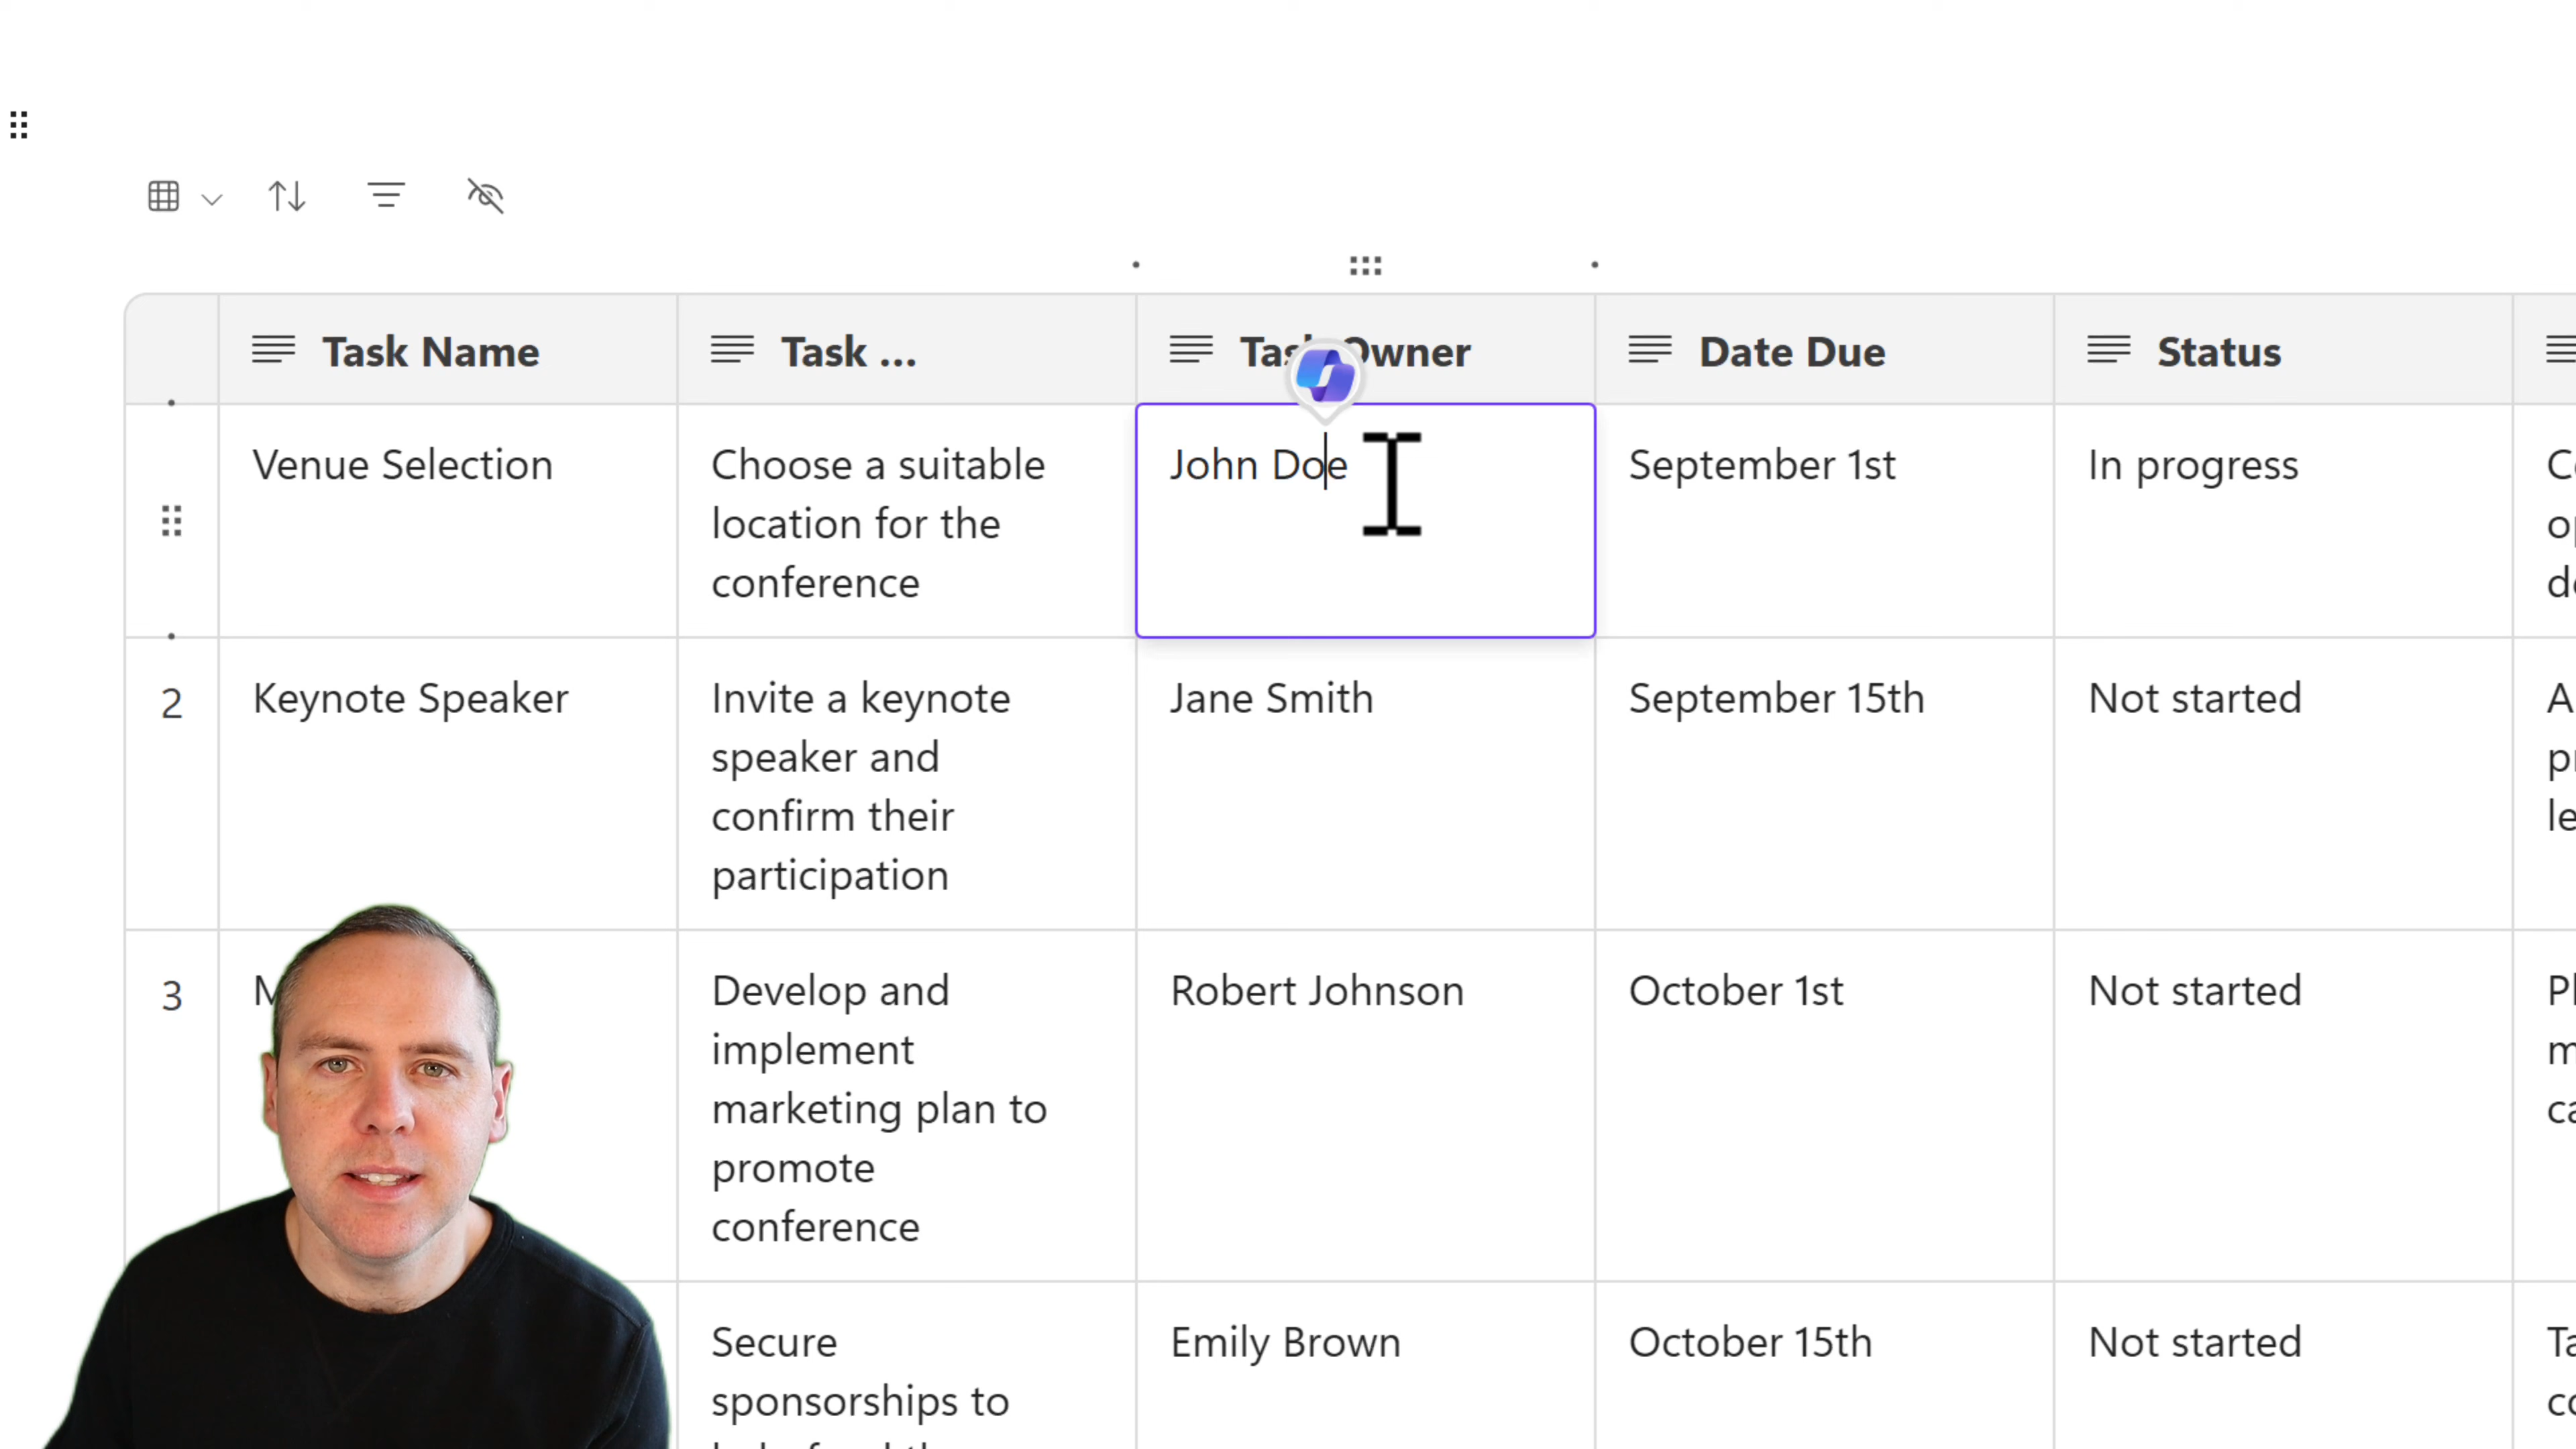 Task Name
Task ...
Owner
Date Due
Status
Venue Selection
Choose a suitable
location for the
conference
John Doe
September 1st
In progress
2
Keynote Speaker
Invite a keynote
speaker and
confirm their
participation
Jane Smith
September 15th
Not started
3
Develop and
implement
marketing plan to
promote
conference
Robert Johnson
October 1st
Not started
Secure
sponsorships to
Emily Brown
October 15th
Not started